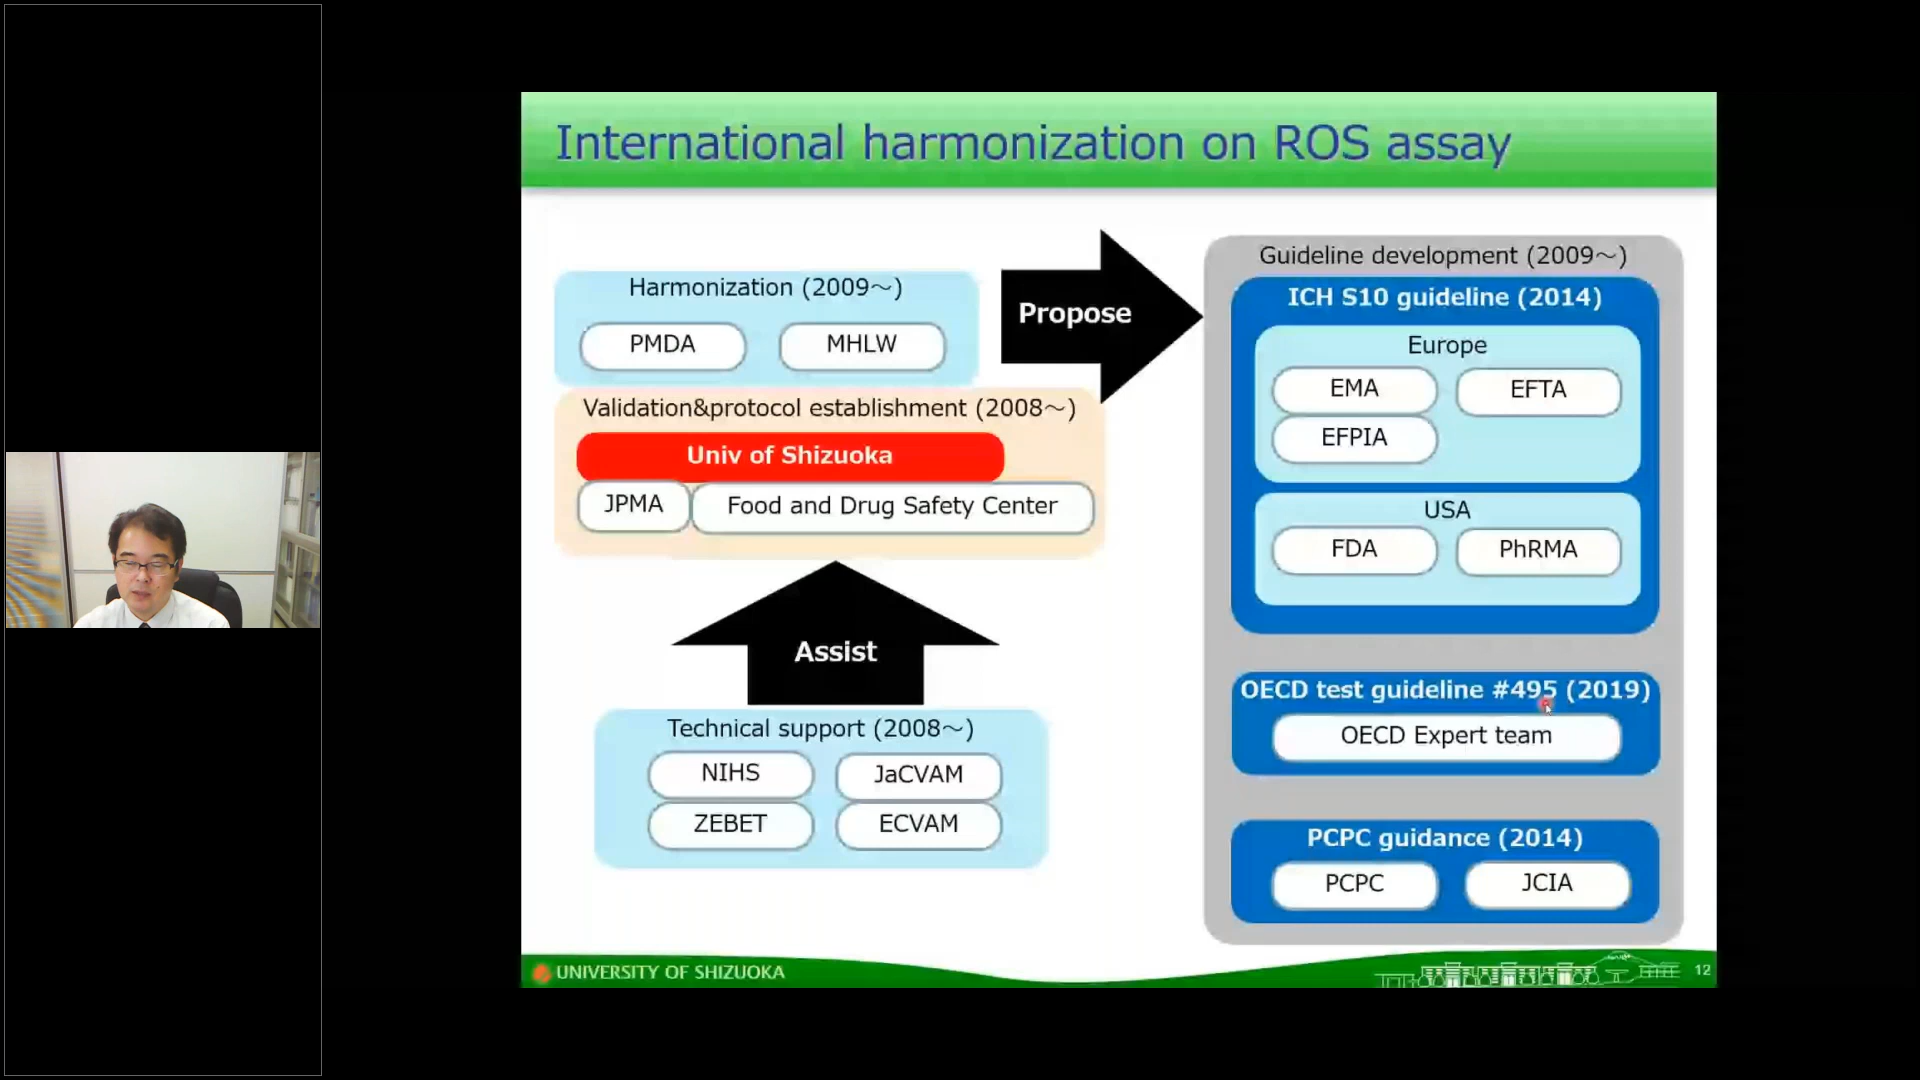 International harmonization on ROS assay
Harmonization (2009～)
PMDA
MHLW
Propose
Validation&protocol establishment (2008～)
Univ of Shizuoka
JPMA
Food and Drug Safety Center
Assist
Technical support (2008～)
NIHS
JaCVAM
ZEBET
ECVAM
Guideline development (2009～)
ICH S10 guideline (2014)
Europe
EMA
EFTA
EFPIA
USA
FDA
PhRMA
OECD test guideline #495 (2019)
OECD Expert team
PCPC guidance (2014)
PCPC
JCIA
UNIVERSITY OF SHIZUOKA
12